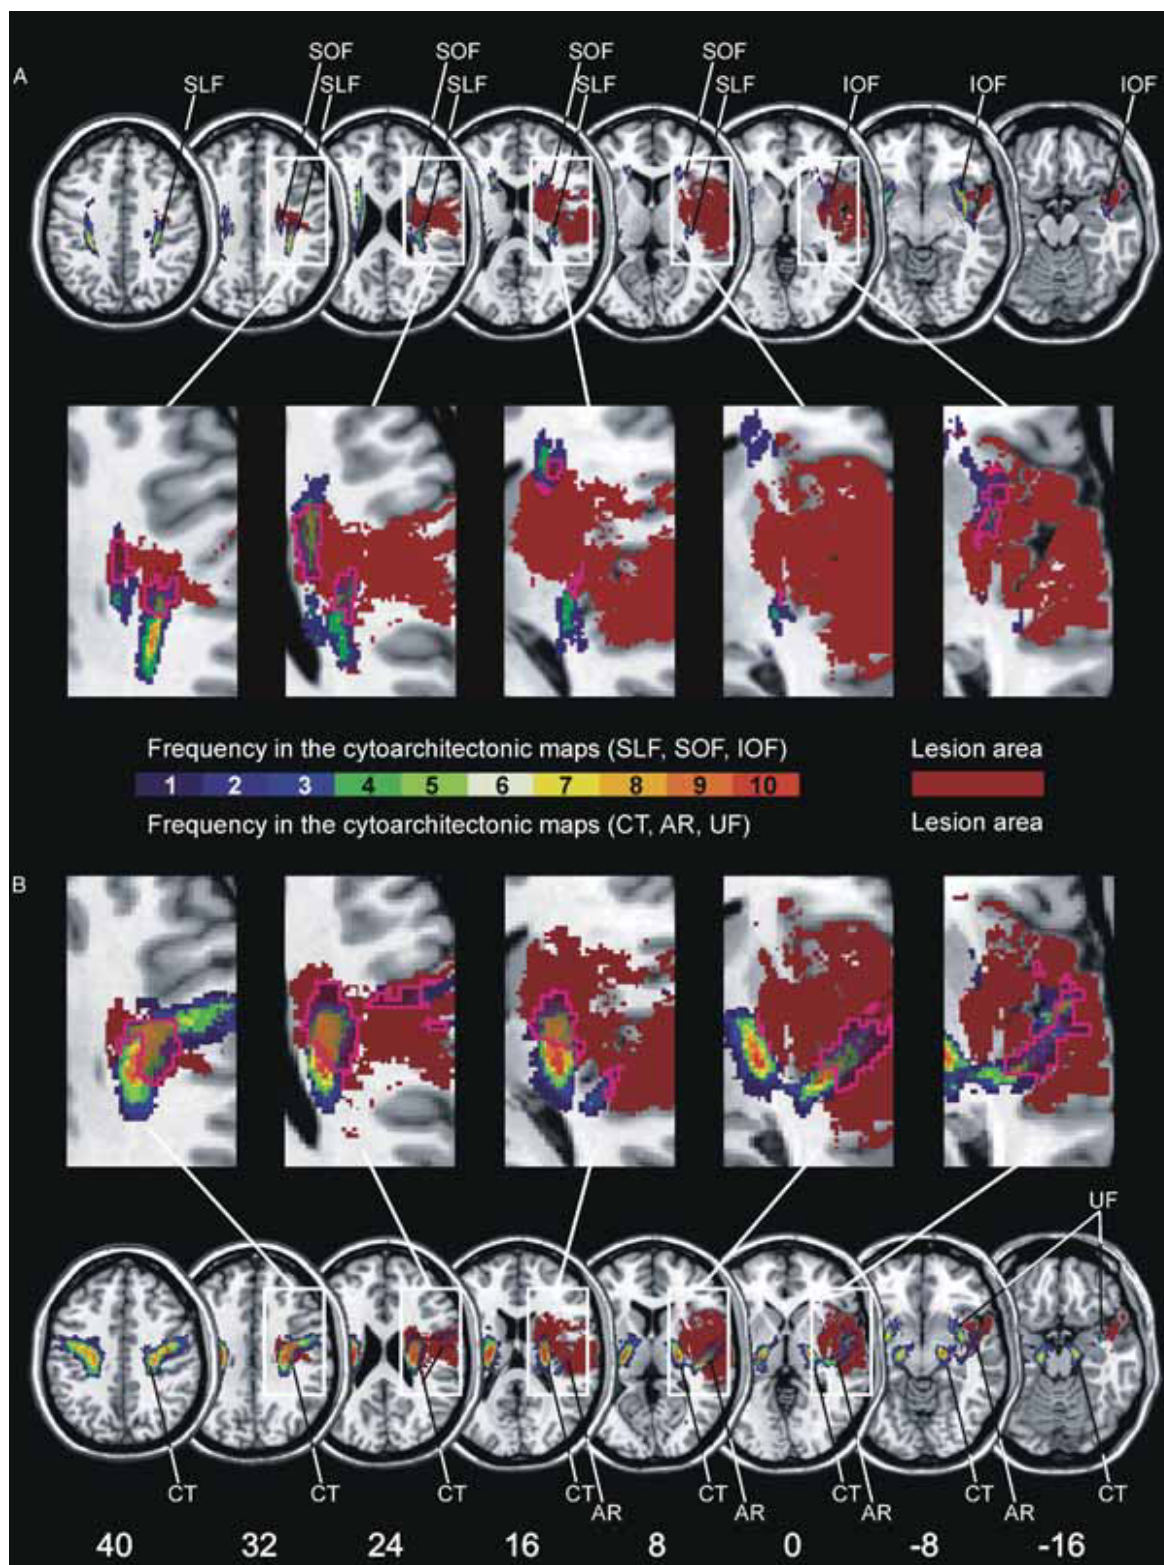 A
SOF SOF SOF SOF
SLF SLF SLF SLF SLF IOF IOF IOF
Frequency in the cytoarchitectonic maps (SLF, SOF, IOF) Lesion area
1 2 3 4 5 6 7 8 9 10
Frequency in the cytoarchitectonic maps (CT, AR, UF) Lesion area
B
UF
CT CT CT CT CT CT CT CT
AR AR AR AR
40 32 24 16 8 0 -8 -16